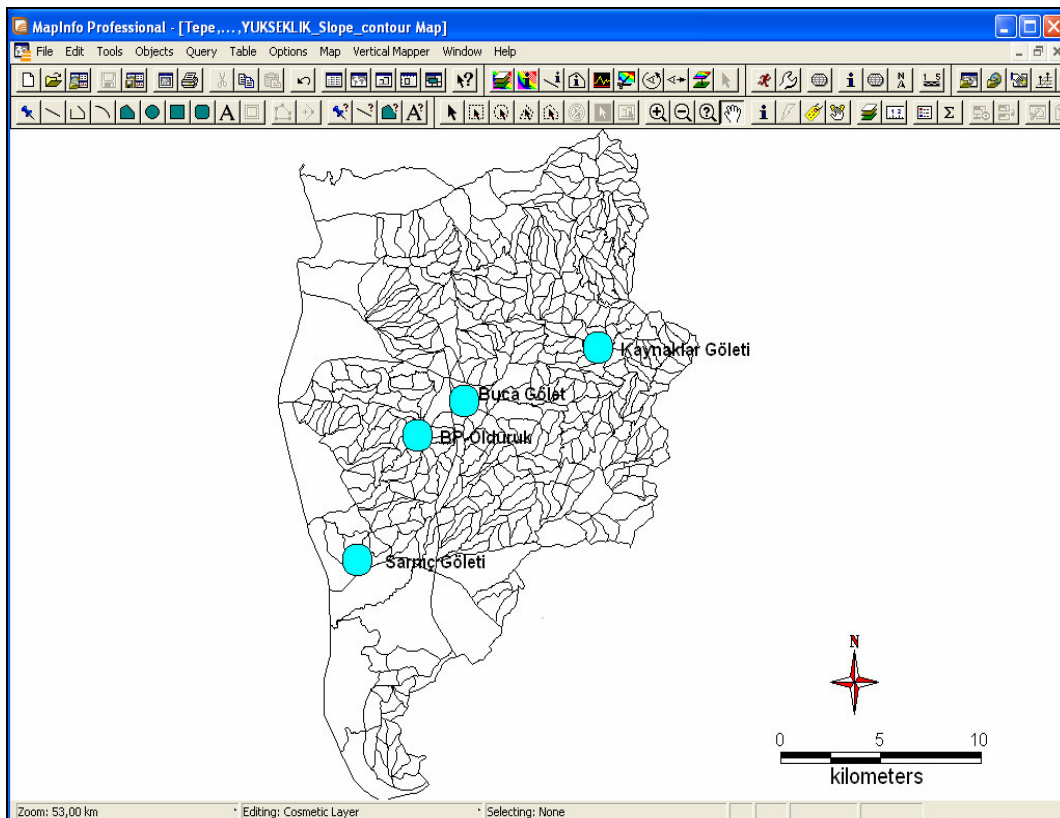 MapInfo Professional - [Tepe,...,YUKSEKLIK_Slope_contour Map]
File Edit Tools Objects Query Table Options Map Vertical Mapper Window Help
Kaynaklar Göleti
Buca Gölet
BP-Olduruk
Sarnıç Göleti
N
0 5 10
kilometers
Zoom: 53,00 km Editing: Cosmetic Layer Selecting: None